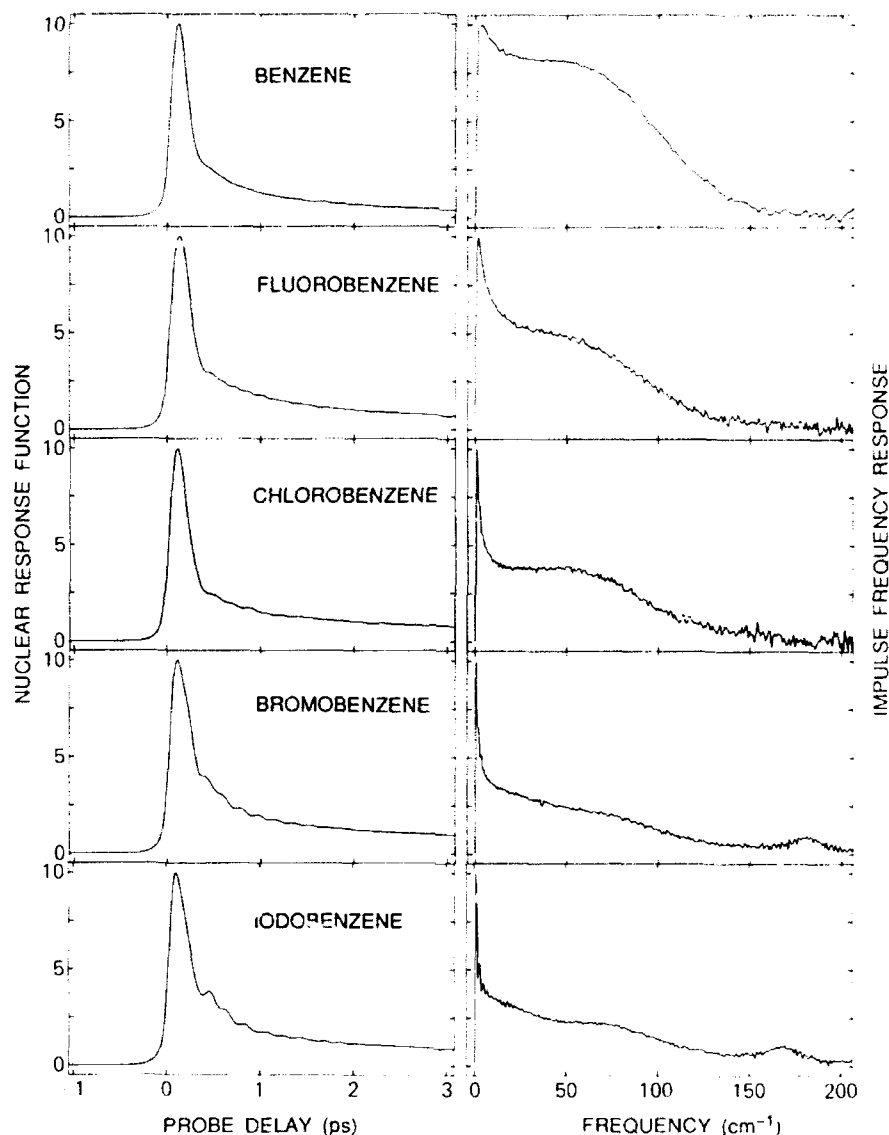 10
5
0
BENZENE
10
5
0
FLUOROBENZENE
10
5
0
CHLOROBENZENE
10
5
0
BROMOBENZENE
10
5
0
IODOBENZENE
NUCLEAR RESPONSE FUNCTION
IMPULSE FREQUENCY RESPONSE
-1 0 1 2 3
0 50 100 150 200
PROBE DELAY (ps)
FREQUENCY (cm⁻¹)